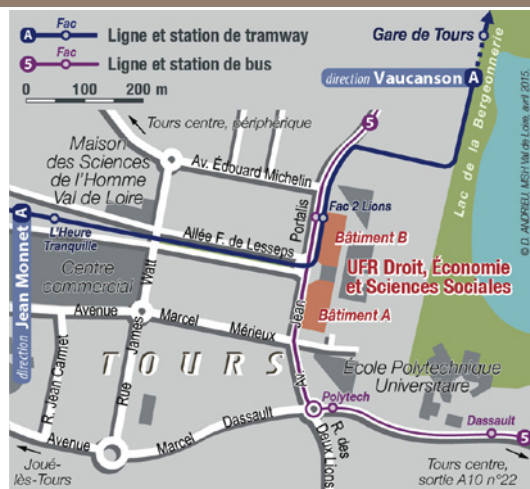 Fac
A Ligne et station de tramway
Fac
5 Ligne et station de bus
0 100 200 m
Gare de Tours
direction Vaucanson A
Lac de la Bergeonnerie
© D. ANDRIEU, MSH Val de Loire, avril 2015.
Tours centre, périphérique
5
Maison
des Sciences
de l'Homme
Val de Loire
Av. Édouard Michelin
Portalis
Fac 2 Lions
direction Jean Monnet A
L'Heure
Tranquille
Allée F. de Lesseps
Bâtiment B
UFR Droit, Économie
et Sciences Sociales
Centre
commercial
Watt
James
Rue
Avenue Marcel Mérieux
Jean
Av.
Bâtiment A
R. Jean Calmet
TOURS
École Polytechnique
Universitaire
Polytech
Dassault
5
Avenue Marcel Dassault
R. des
Deux Lions
Joué-
lès-Tours
Tours centre,
sortie A10 n°22